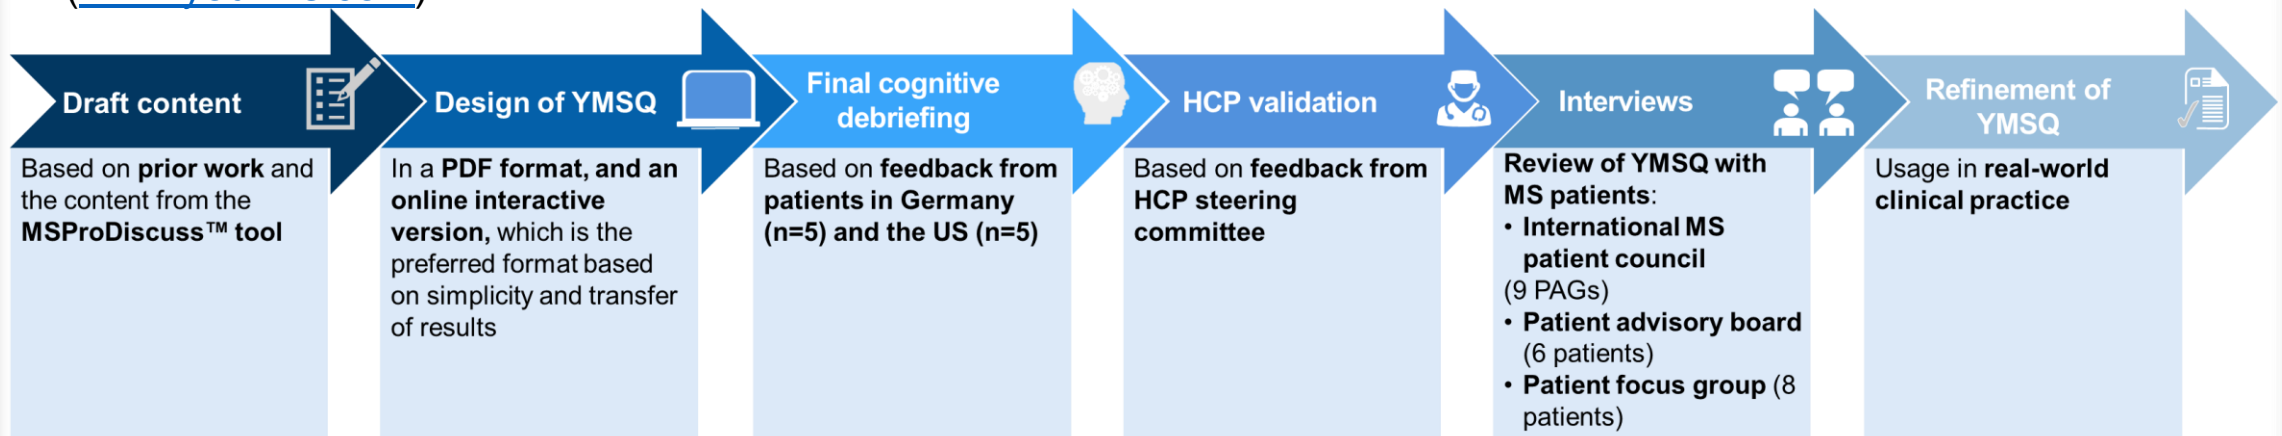 Draft content
Based on prior work and
the content from the
MSProDiscuss™ tool
Design of YMSQ
In a PDF format, and an
online interactive
version, which is the
preferred format based
on simplicity and transfer
of results
Final cognitive
debriefing
Based on feedback from
patients in Germany
(n=5) and the US (n=5)
HCP validation
Based on feedback from
HCP steering
committee
Interviews
Review of YMSQ with
MS patients:
• International MS
patient council
(9 PAGs)
• Patient advisory board
(6 patients)
• Patient focus group (8
patients)
Refinement of
YMSQ
Usage in real-world
clinical practice